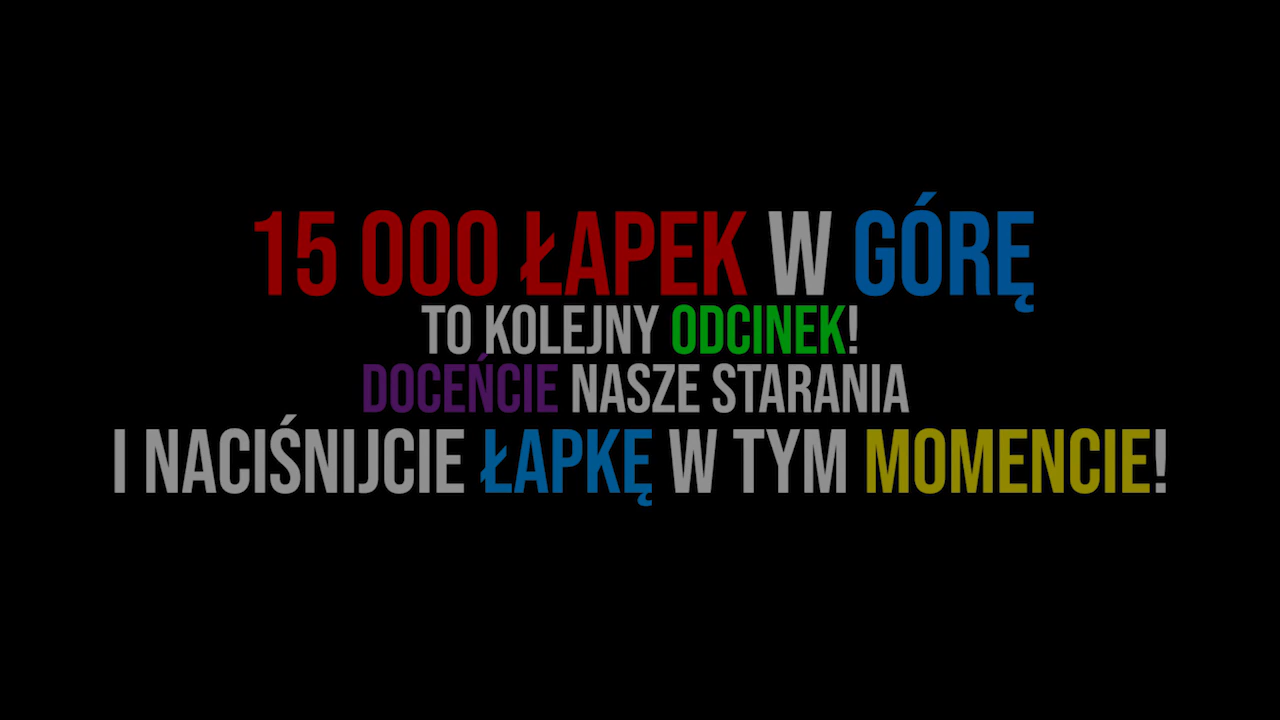 15 000 ŁAPEK W GÓRĘ
TO KOLEJNY ODCINEK!
DOCEŃCIE NASZE STARANIA
I NACIŚNIJCIE ŁAPKĘ W TYM MOMENCIE!